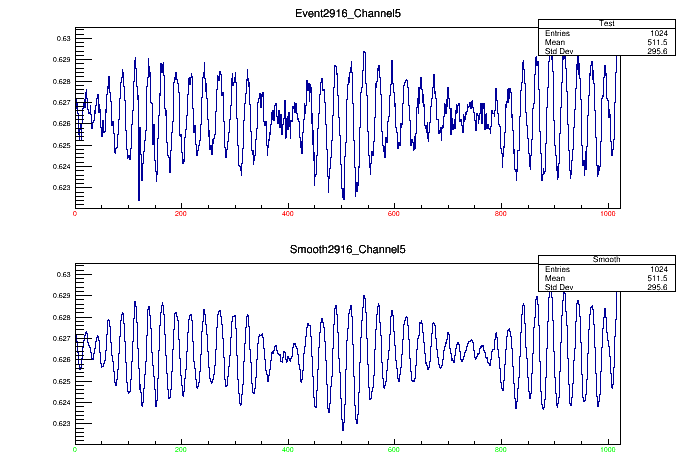 Event2916_Channel5
Test
Entries 1024
Mean 511.5
Std Dev 295.6
0.63
0.629
0.628
0.627
0.626
0.625
0.624
0.623
0 200 400 600 800 1000
Smooth2916_Channel5
Smooth
Entries 1024
Mean 511.5
Std Dev 295.6
0.63
0.629
0.628
0.627
0.626
0.625
0.624
0.623
0 200 400 600 800 1000